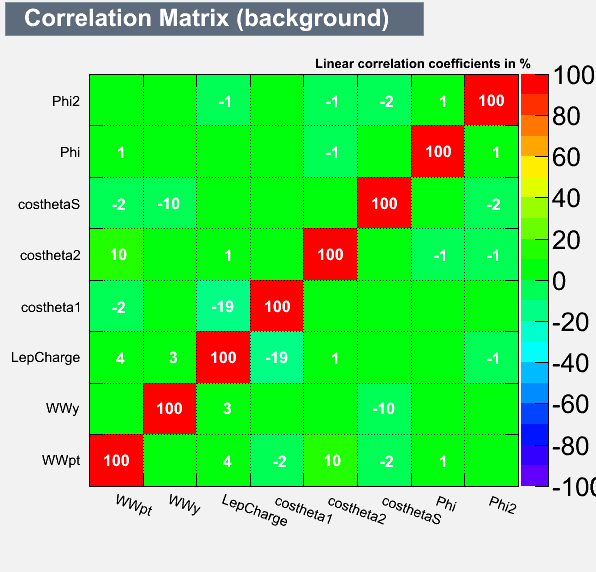 Correlation Matrix (background)
Linear correlation coefficients in %
Phi2 -1 -1 -2 1 100
Phi 1 -1 100 1
costhetaS -2 -10 100 -2
costheta2 10 1 100 -1 -1
costheta1 -2 -19 100
LepCharge 4 3 100 -19 1 -1
WWy 100 3 -10
WWpt 100 4 -2 10 -2 1
WWpt WWy LepCharge costheta1 costheta2 costhetaS Phi Phi2
100
80
60
40
20
0
-20
-40
-60
-80
-100